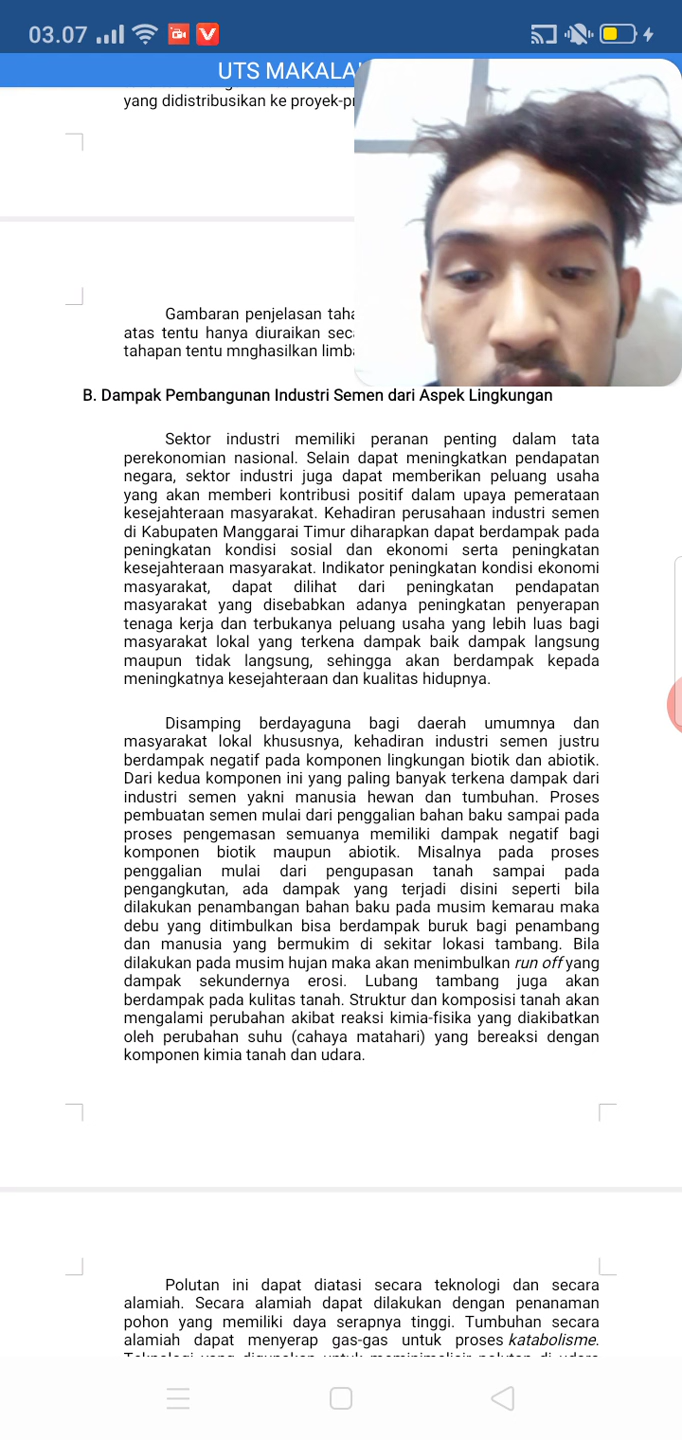 03.07
UTS MAKALA
yang didistribusikan ke
Gambaran penjelasan
atas tentu hanya diuraikan
tahapan tentu mnghasilkan
B. Dampak Pembangunan Industri Semen dari Aspek Lingkungan
Sektor industri memiliki peranan penting dalam tata
perekonomian nasional. Selain dapat meningkatkan pendapatan
negara, sektor industri juga dapat memberikan peluang usaha
yang akan memberi kontribusi positif dalam upaya pemerataan
kesejahteraan masyarakat. Kehadiran perusahaan industri semen
di Kabupaten Manggarai Timur diharapkan dapat berdampak pada
peningkatan kondisi sosial dan ekonomi serta peningkatan
kesejahteraan masyarakat. Indikator peningkatan kondisi ekonomi
masyarakat, dapat dilihat dari peningkatan pendapatan
masyarakat yang disebabkan adanya peningkatan penyerapan
tenaga kerja dan terbukanya peluang usaha yang lebih luas bagi
masyarakat lokal yang terkena dampak baik dampak langsung
maupun tidak langsung, sehingga akan berdampak kepada
meningkatnya kesejahteraan dan kualitas hidupnya.
Disamping berdayaguna bagi daerah umumnya dan
masyarakat lokal khususnya, kehadiran industri semen justru
berdampak negatif pada komponen lingkungan biotik dan abiotik.
Dari kedua komponen ini yang paling banyak terkena dampak dari
industri semen yakni manusia hewan dan tumbuhan. Proses
pembuatan semen mulai dari penggalian bahan baku sampai pada
proses pengemasan semuanya memiliki dampak negatif bagi
komponen biotik maupun abiotik. Misalnya pada proses
penggalian mulai dari pengupasan tanah sampai pada
pengangkutan, ada dampak yang terjadi disini seperti bila
dilakukan penambangan bahan baku pada musim kemarau maka
debu yang ditimbulkan bisa berdampak buruk bagi penambang
dan manusia yang bermukim di sekitar lokasi tambang. Bila
dilakukan pada musim hujan maka akan menimbulkan run off yang
dampak sekundernya erosi. Lubang tambang juga akan
berdampak pada kulitas tanah. Struktur dan komposisi tanah akan
mengalami perubahan akibat reaksi kimia-fisika yang diakibatkan
oleh perubahan suhu (cahaya matahari) yang bereaksi dengan
komponen kimia tanah dan udara.
Polutan ini dapat diatasi secara teknologi dan secara
alamiah. Secara alamiah dapat dilakukan dengan penanaman
pohon yang memiliki daya serapnya tinggi. Tumbuhan secara
alamiah dapat menyerap gas-gas untuk proses katabolisme.